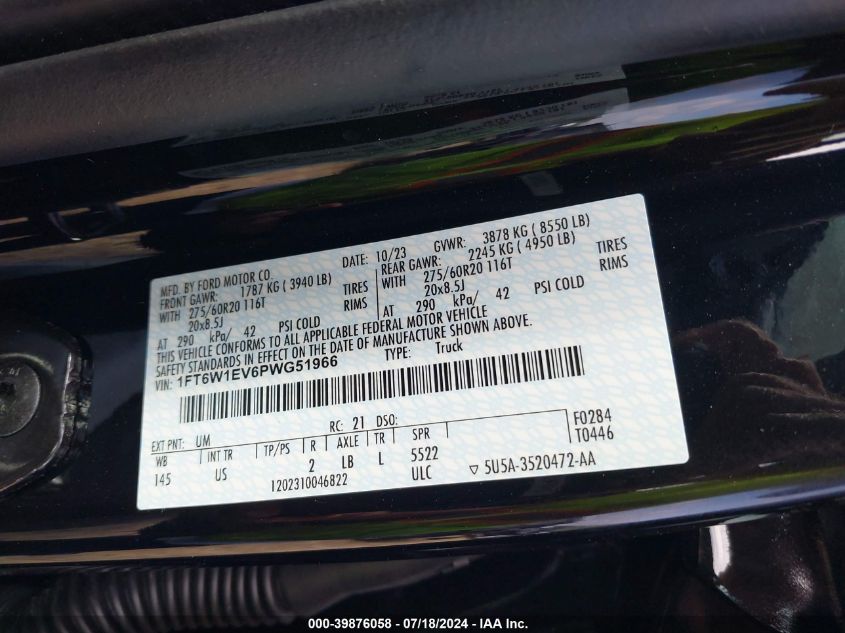 MFD. BY FORD MOTOR CO. DATE: 10/23 GVWR: 3878 KG ( 8550 LB)
FRONT GAWR: 1787 KG ( 3940 LB) REAR GAWR: 2245 KG ( 4950 LB)
WITH 275/60R20 116T TIRES WITH 275/60R20 116T TIRES
20x8.5J RIMS 20x8.5J RIMS
AT 290 kPa/ 42 PSI COLD AT 290 kPa/ 42 PSI COLD
THIS VEHICLE CONFORMS TO ALL APPLICABLE FEDERAL MOTOR VEHICLE
SAFETY STANDARDS IN EFFECT ON THE DATE OF MANUFACTURE SHOWN ABOVE.
VIN: 1FT6W1EV6PWG51966 TYPE: Truck
EXT PNT: UM RC: 21 DSO: F0284
WB INT TR TP/PS R AXLE TR SPR T0446
145 US 2 LB L 5522
1202310046822 ULC ▽ 5U5A-3520472-AA
000-39876058 - 07/18/2024 - © IAA, Inc.